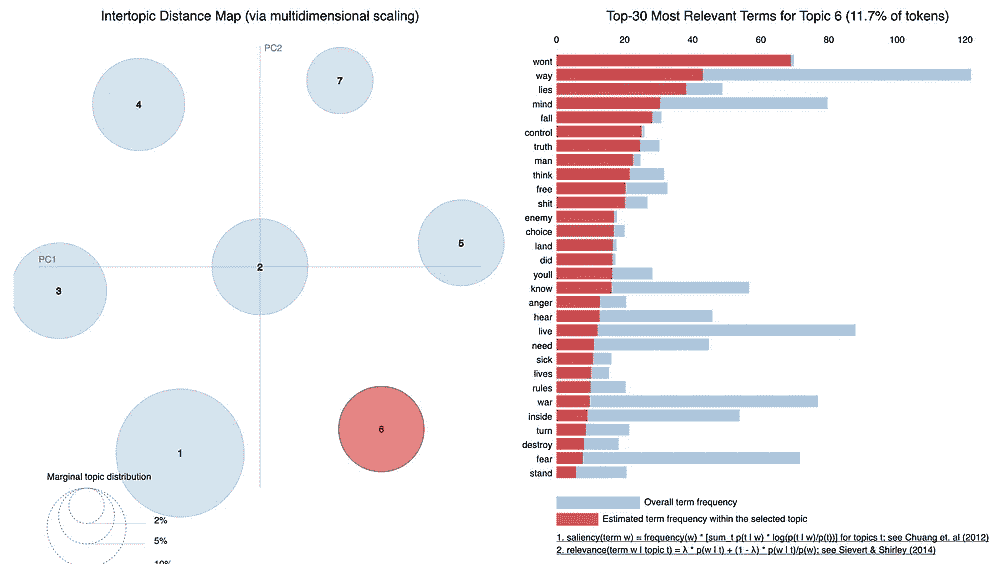 Intertopic Distance Map (via multidimensional scaling)
PC2
PC1
4
7
5
2
3
6
1
Marginal topic distribution
2%
5%
10%
Top-30 Most Relevant Terms for Topic 6 (11.7% of tokens)
0 20 40 60 80 100 120
wont
way
lies
mind
fall
control
truth
man
think
free
shit
enemy
choice
land
did
youll
know
anger
hear
live
need
sick
lives
rules
war
inside
turn
destroy
fear
stand
Overall term frequency
Estimated term frequency within the selected topic
1. saliency(term w) = frequency(w) * [sum_t p(t | w) * log(p(t | w)/p(t))] for topics t; see Chuang et. al (2012)
2. relevance(term w | topic t) = λ * p(w | t) + (1 - λ) * p(w | t)/p(w); see Sievert & Shirley (2014)